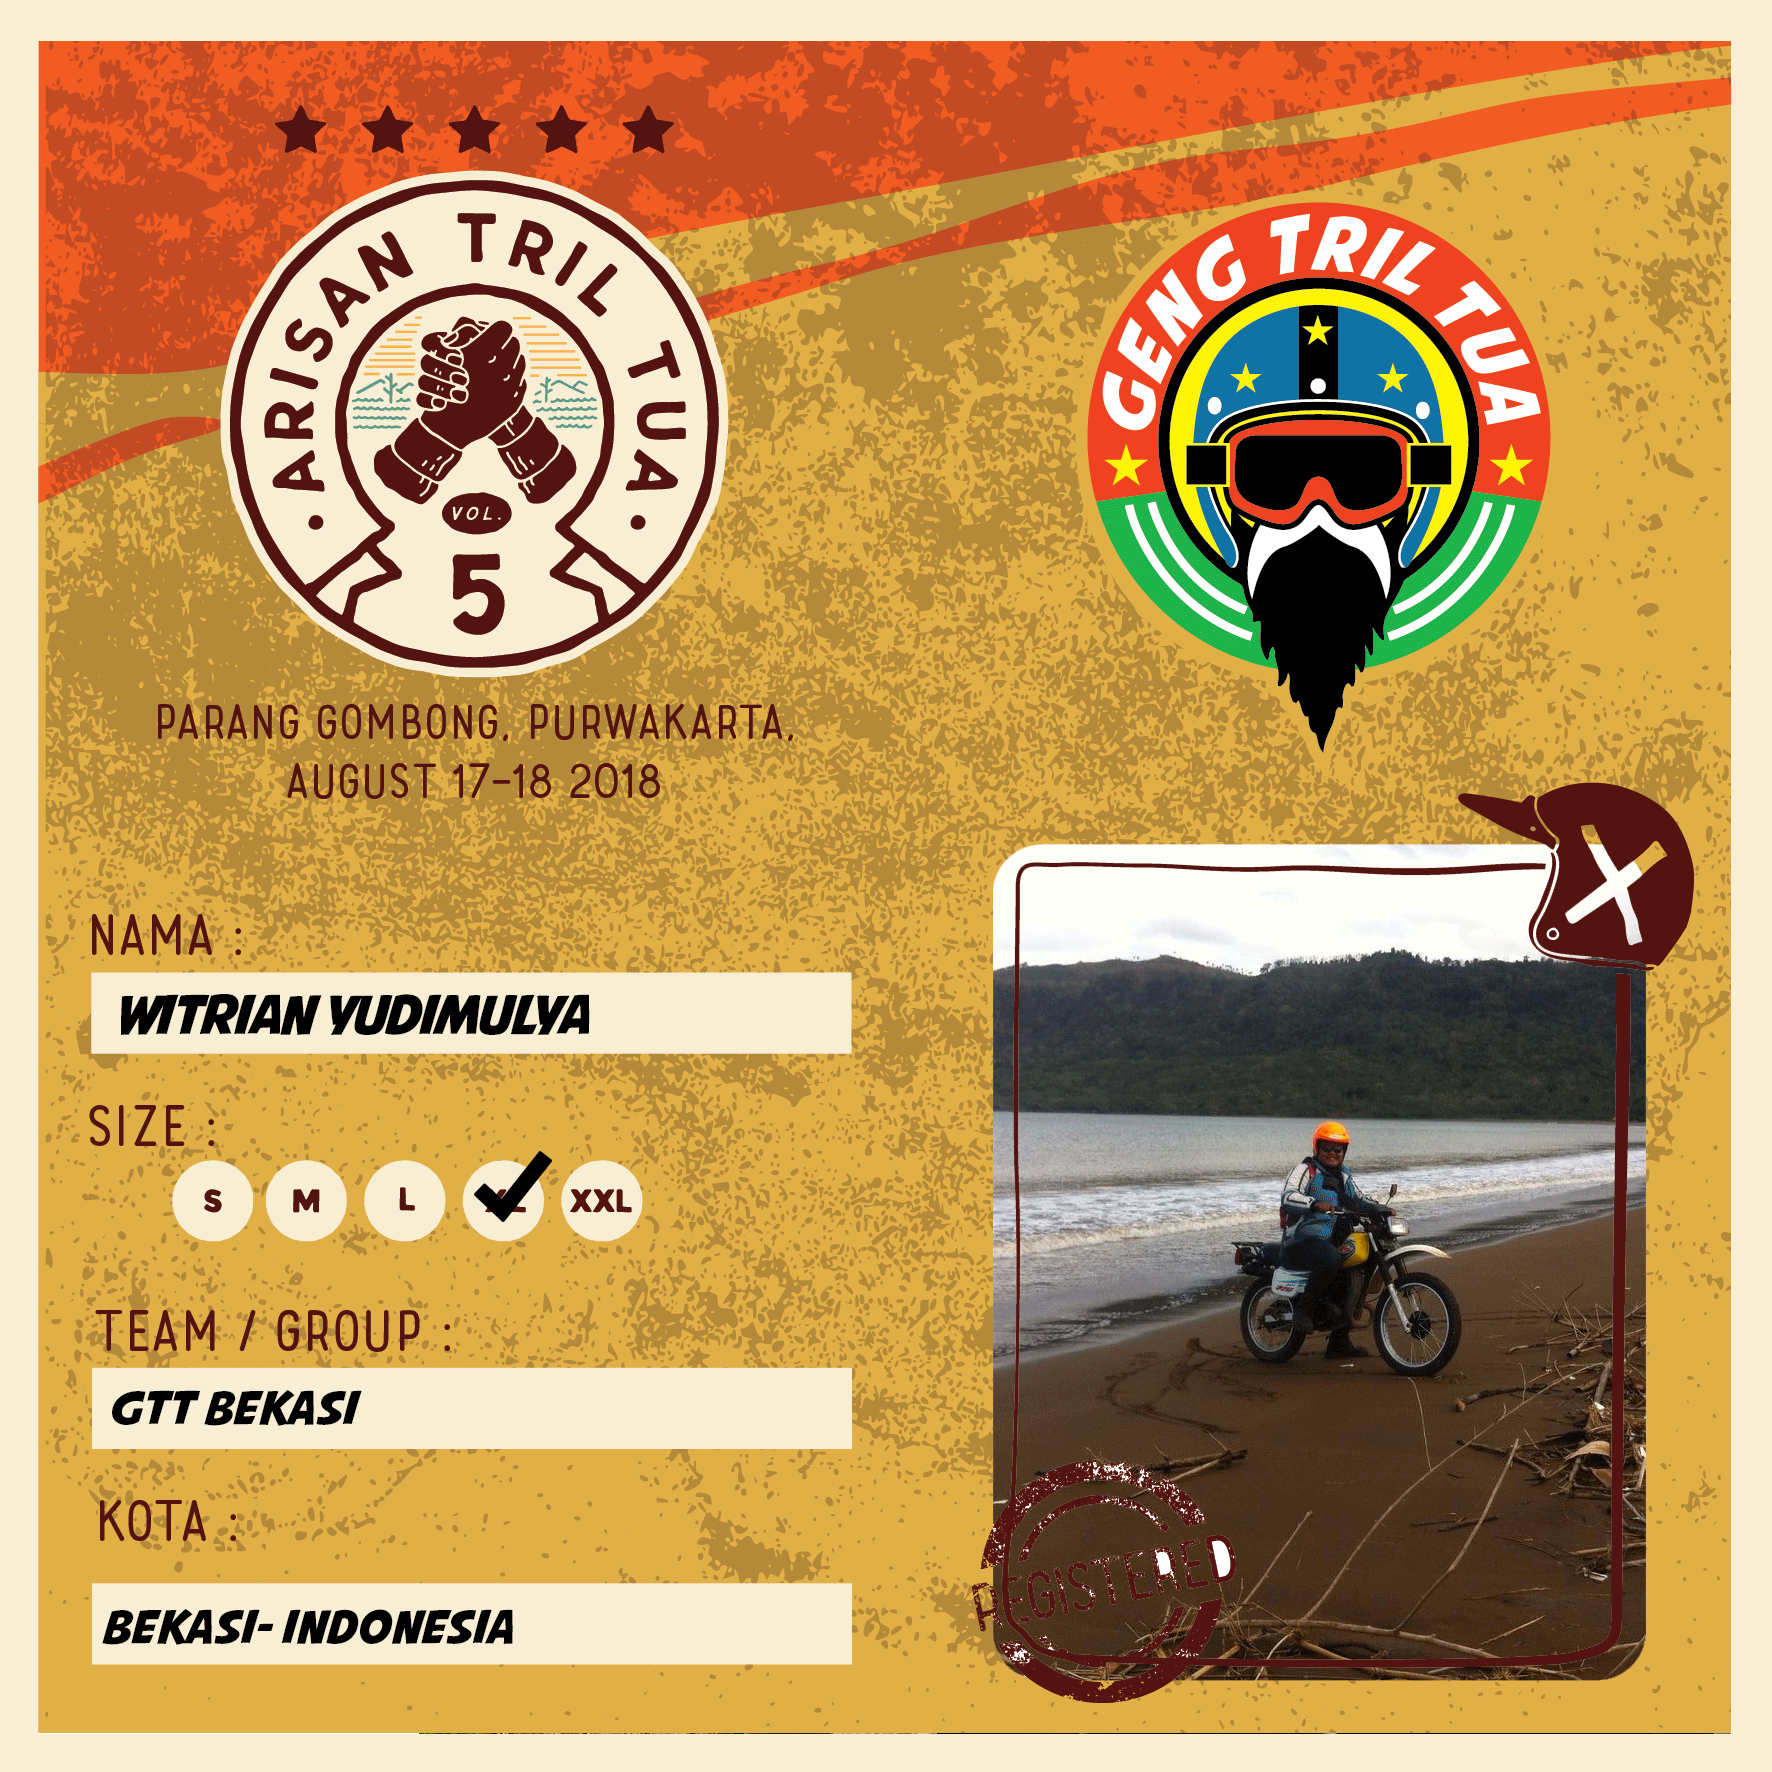 ARISAN TRIL TUA
VOL.
5
GENG TRIL TUA
PARANG GOMBONG, PURWAKARTA,
AUGUST 17-18 2018
NAMA :
WITRIAN YUDIMULYA
SIZE :
S M L XXL
TEAM / GROUP :
GTT BEKASI
KOTA :
BEKASI- INDONESIA
REGISTERED